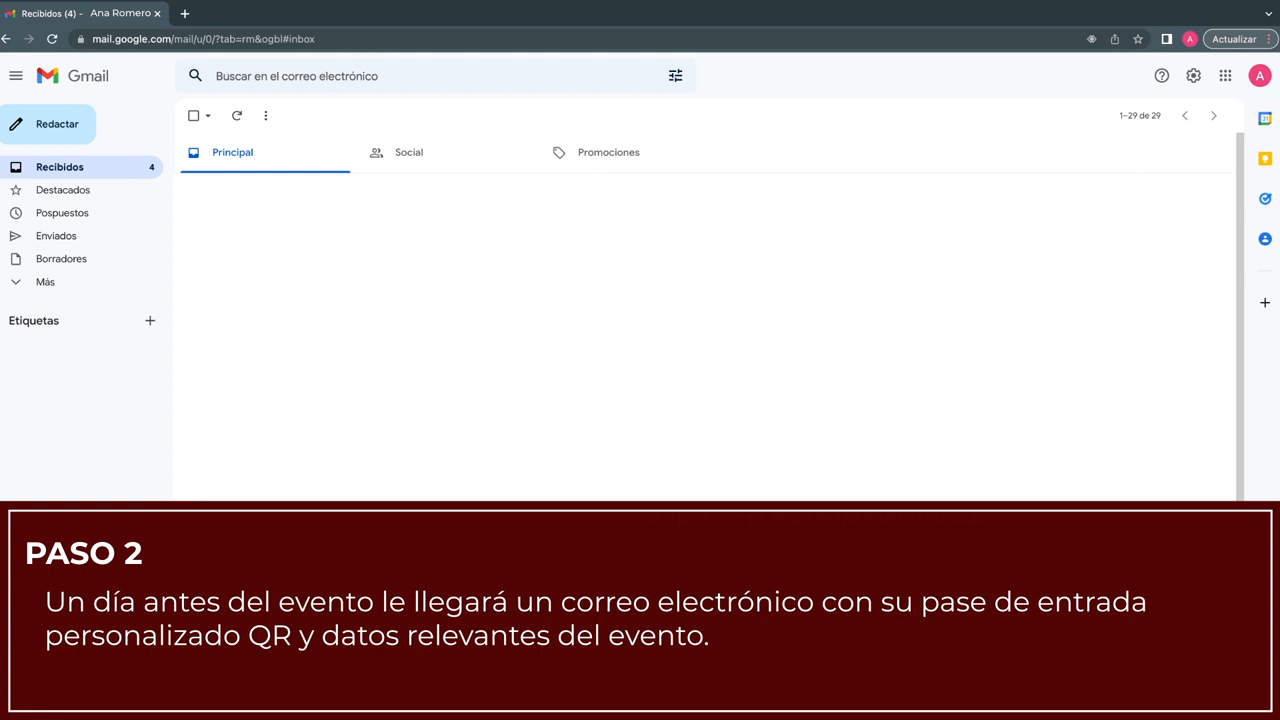 Recibidos (4) - Ana Romero
mail.google.com/mail/u/0/?tab=rm&ogbl#inbox
A
Actualizar
Gmail
Buscar en el correo electrónico
A
Redactar
1–29 de 29
Principal
Social
Promociones
Recibidos 4
Destacados
Pospuestos
Enviados
Borradores
Más
Etiquetas
PASO 2
Un día antes del evento le llegará un correo electrónico con su pase de entrada
personalizado QR y datos relevantes del evento.